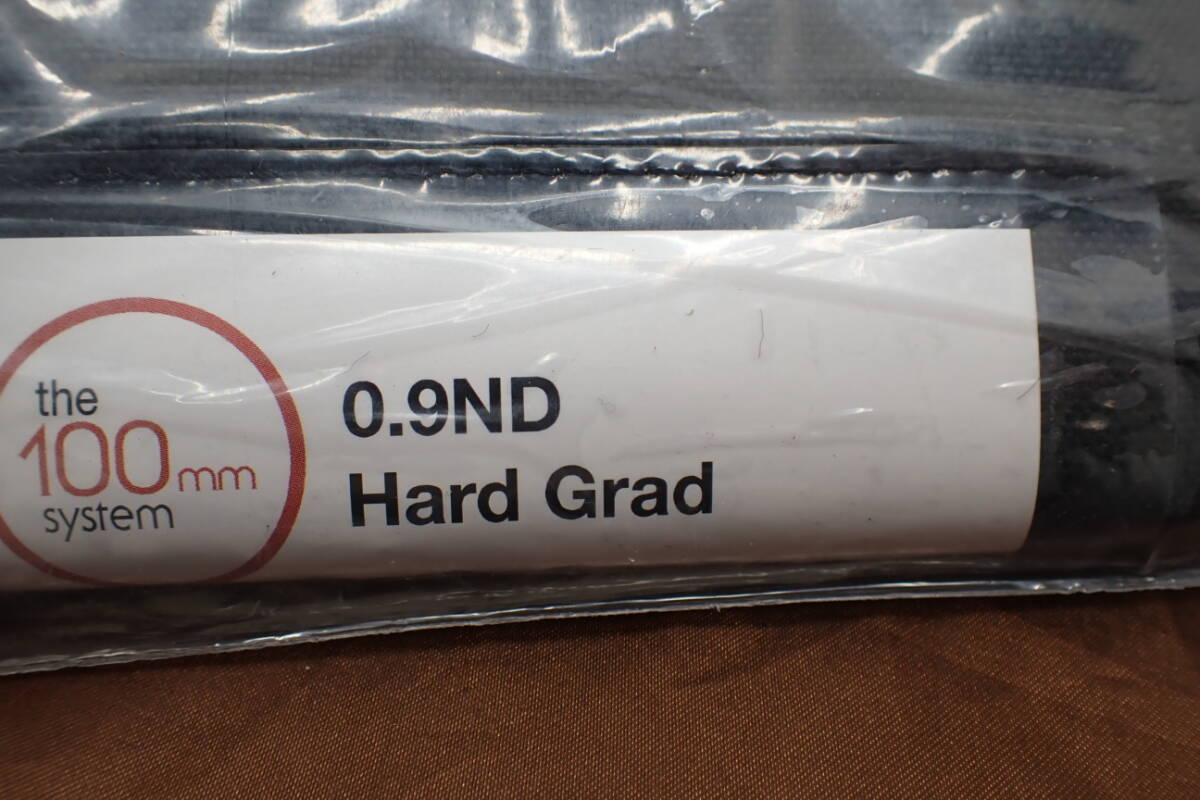 the
100mm
system
0.9ND
Hard Grad